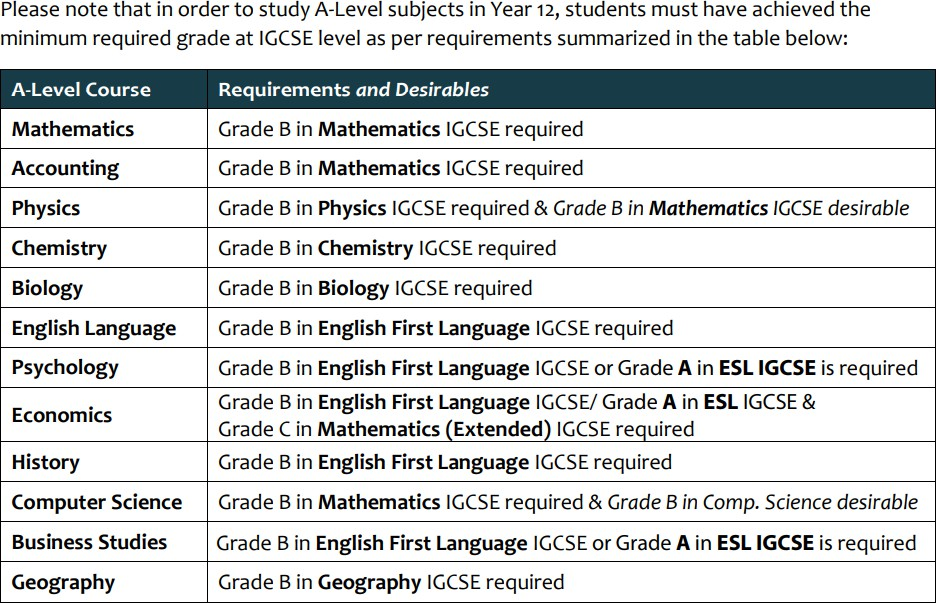 Please note that in order to study A-Level subjects in Year 12, students must have achieved the
minimum required grade at IGCSE level as per requirements summarized in the table below:
A-Level Course Requirements and Desirables
Mathematics Grade B in Mathematics IGCSE required
Accounting Grade B in Mathematics IGCSE required
Physics Grade B in Physics IGCSE required & Grade B in Mathematics IGCSE desirable
Chemistry Grade B in Chemistry IGCSE required
Biology Grade B in Biology IGCSE required
English Language Grade B in English First Language IGCSE required
Psychology Grade B in English First Language IGCSE or Grade A in ESL IGCSE is required
Economics Grade B in English First Language IGCSE/ Grade A in ESL IGCSE &
Grade C in Mathematics (Extended) IGCSE required
History Grade B in English First Language IGCSE required
Computer Science Grade B in Mathematics IGCSE required & Grade B in Comp. Science desirable
Business Studies Grade B in English First Language IGCSE or Grade A in ESL IGCSE is required
Geography Grade B in Geography IGCSE required